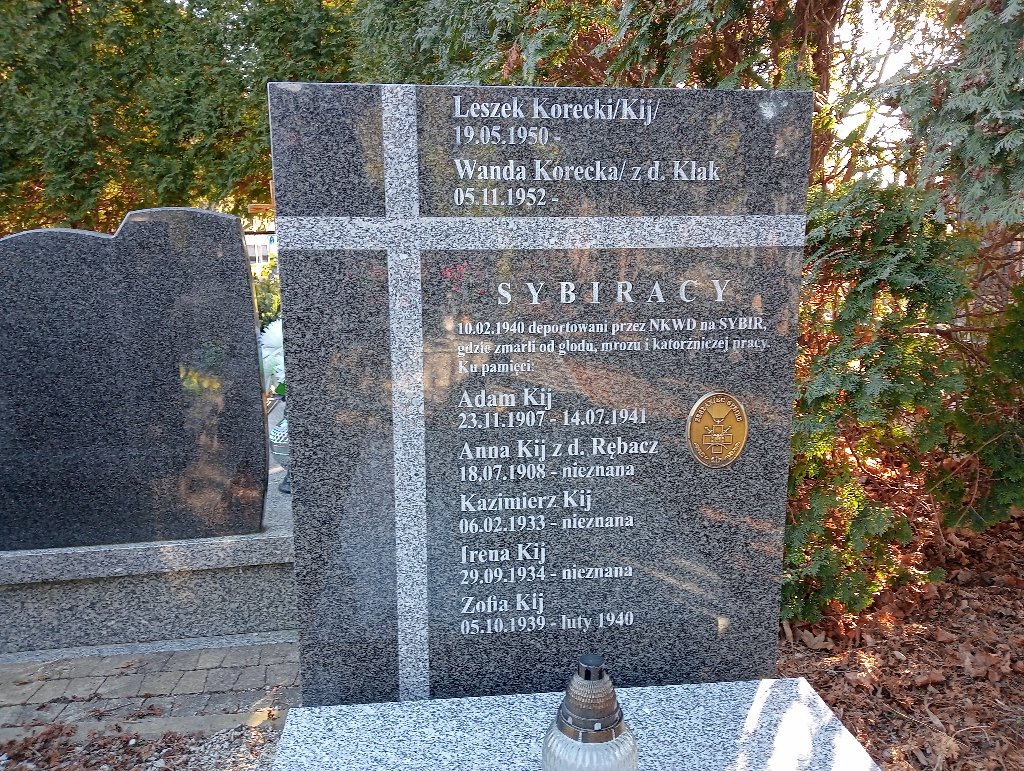 Leszek Korecki/Kij/
19.05.1950 -
Wanda Korecka/ z d. Kłak
05.11.1952 -
SYBIRACY
10.02.1940 deportowani przez NKWD na SYBIR,
gdzie zmarli od głodu, mrozu i katorżniczej pracy.
Ku pamięci:
Adam Kij
23.11.1907 - 14.07.1941
Anna Kij z d. Rębacz
18.07.1908 - nieznana
Kazimierz Kij
06.02.1933 - nieznana
Irena Kij
29.09.1934 - nieznana
Zofia Kij
05.10.1939 - luty 1940